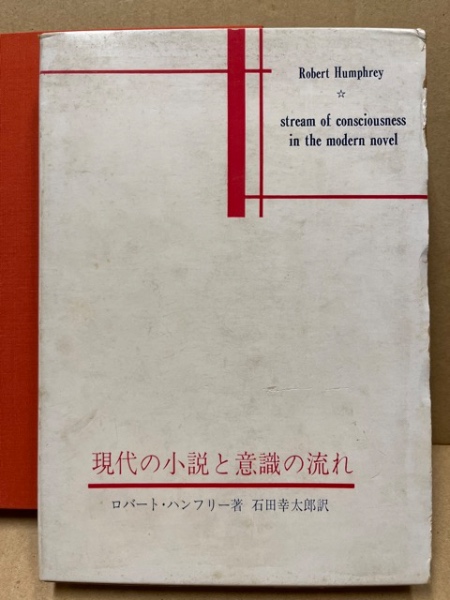 Robert Humphrey
☆
stream of consciousness
in the modern novel
現代の小説と意識の流れ
ロバート・ハンフリー著 石田幸太郎訳